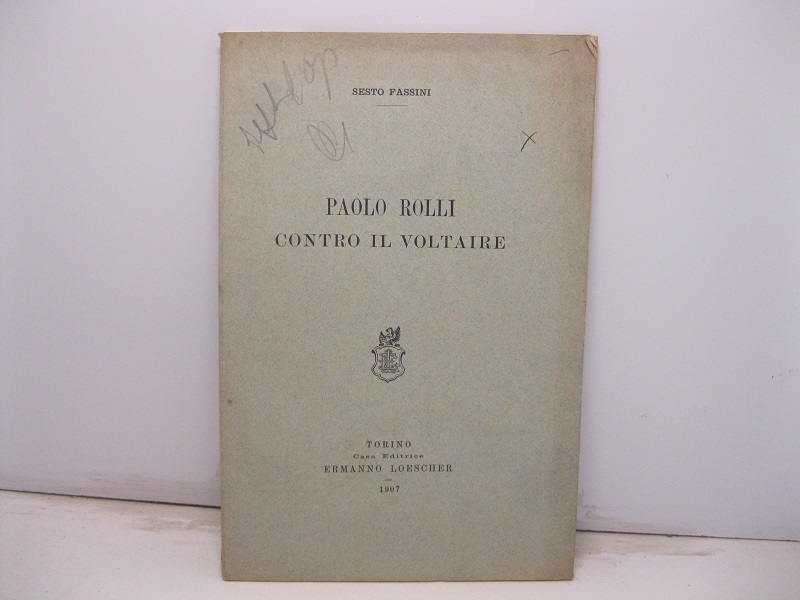 SESTO FASSINI
PAOLO ROLLI
CONTRO IL VOLTAIRE
TORINO
Casa Editrice
ERMANNO LOESCHER
1907